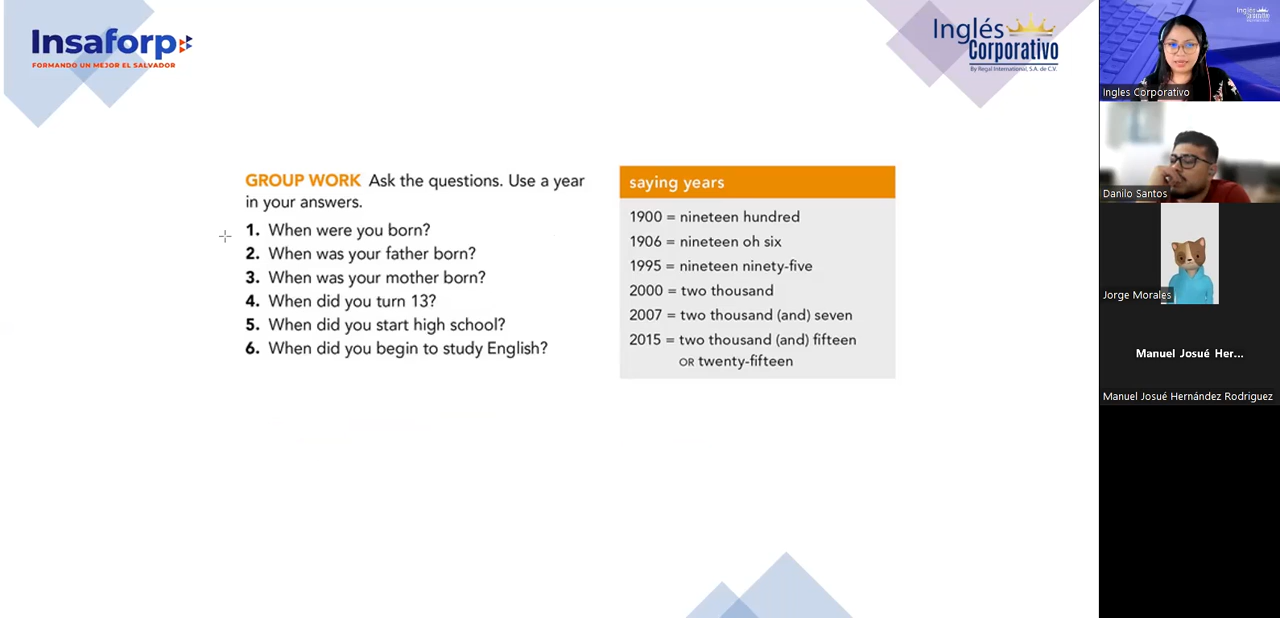 Insaforp
FORMANDO UN MEJOR EL SALVADOR
Inglés
Corporativo
By Regal International, S.A. de C.V.
GROUP WORK Ask the questions. Use a year
in your answers.
1. When were you born?
2. When was your father born?
3. When was your mother born?
4. When did you turn 13?
5. When did you start high school?
6. When did you begin to study English?
saying years
1900 = nineteen hundred
1906 = nineteen oh six
1995 = nineteen ninety-five
2000 = two thousand
2007 = two thousand (and) seven
2015 = two thousand (and) fifteen
OR twenty-fifteen
Inglés
Ingles Corporativo
Danilo Santos
Jorge Morales
Manuel Josué Her...
Manuel Josué Hernández Rodriguez